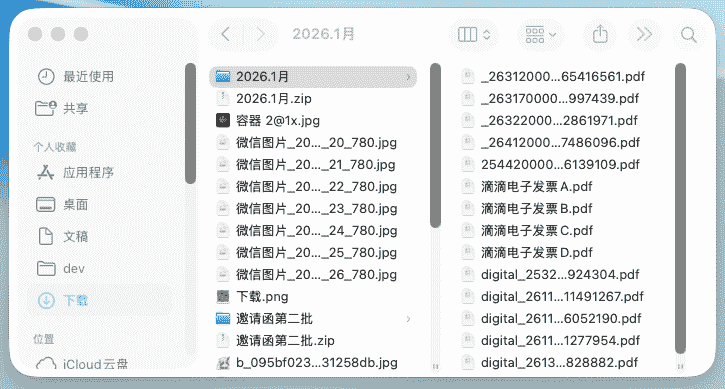 2026.1月
最近使用
共享
个人收藏
应用程序
桌面
文稿
dev
下载
位置
iCloud云盘
2026.1月
2026.1月.zip
容器 2@1x.jpg
微信图片_20..._20_780.jpg
微信图片_20..._21_780.jpg
微信图片_20..._22_780.jpg
微信图片_20..._23_780.jpg
微信图片_20..._24_780.jpg
微信图片_20..._25_780.jpg
微信图片_20..._26_780.jpg
下载.png
邀请函第二批
邀请函第二批.zip
b_095bf023...31258db.jpg
_26312000...65416561.pdf
_263170000...997439.pdf
_26322000...2861971.pdf
_26412000...7486096.pdf
254420000...6139109.pdf
滴滴电子发票A.pdf
滴滴电子发票B.pdf
滴滴电子发票C.pdf
滴滴电子发票D.pdf
digital_2532...924304.pdf
digital_2611...11491267.pdf
digital_2611...6052190.pdf
digital_2611...1277954.pdf
digital_2613...828882.pdf